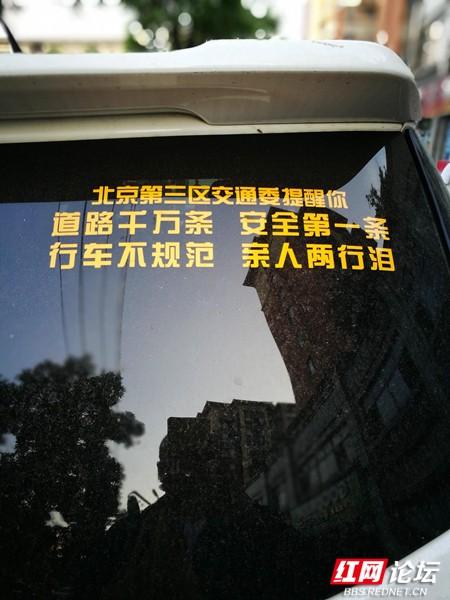 北京第三区交通委提醒你
道路千万条 安全第一条
行车不规范 亲人两行泪
红网论坛
BBS.REDNET.CN